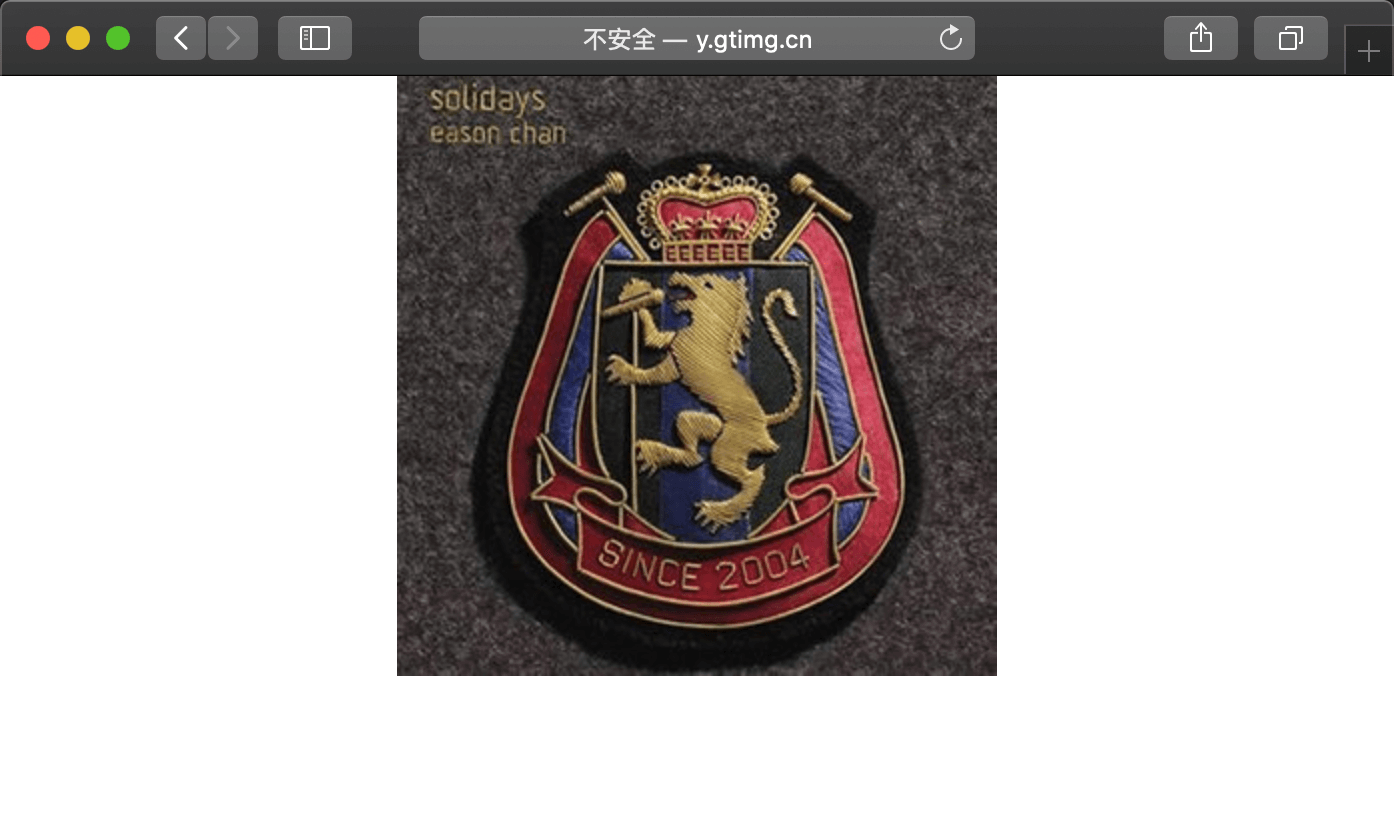 不安全 — y.gtimg.cn
solidays
eason chan
SINCE 2004